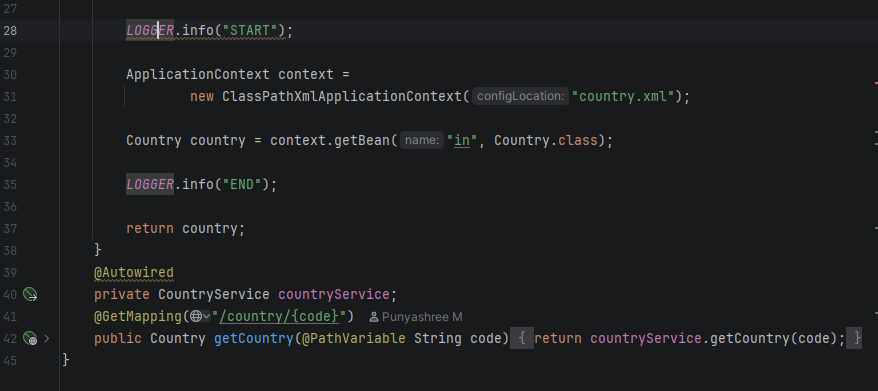 27
28 LOGGER.info("START");
29
30 ApplicationContext context =
31 new ClassPathXmlApplicationContext( configLocation: "country.xml");
32
33 Country country = context.getBean( name: "in", Country.class);
34
35 LOGGER.info("END");
36
37 return country;
38 }
39 @Autowired
40 private CountryService countryService;
41 @GetMapping("/country/{code}") Punyashree M
42 public Country getCountry(@PathVariable String code) { return countryService.getCountry(code); }
45 }